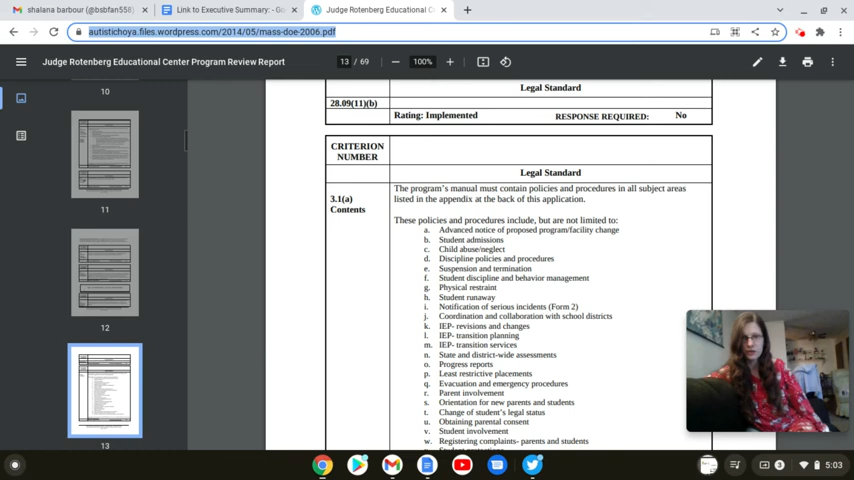 shalana barbour (@bsbfan558)
Link to Executive Summary: - Go
Judge Rotenberg Educational C
autistichoya.files.wordpress.com/2014/05/mass-doe-2006.pdf
Judge Rotenberg Educational Center Program Review Report
13 / 69
100%
10
11
12
13
Legal Standard
28.09(11)(b)
Rating: Implemented
RESPONSE REQUIRED: No
CRITERION
NUMBER
Legal Standard
3.1(a)
Contents
The program's manual must contain policies and procedures in all subject areas
listed in the appendix at the back of this application.
These policies and procedures include, but are not limited to:
a. Advanced notice of proposed program/facility change
b. Student admissions
c. Child abuse/neglect
d. Discipline policies and procedures
e. Suspension and termination
f. Student discipline and behavior management
g. Physical restraint
h. Student runaway
i. Notification of serious incidents (Form 2)
j. Coordination and collaboration with school districts
k. IEP- revisions and changes
l. IEP- transition planning
m. IEP- transition services
n. State and district-wide assessments
o. Progress reports
p. Least restrictive placements
q. Evacuation and emergency procedures
r. Parent involvement
s. Orientation for new parents and students
t. Change of student's legal status
u. Obtaining parental consent
v. Student involvement
w. Registering complaints- parents and students
3
5:03